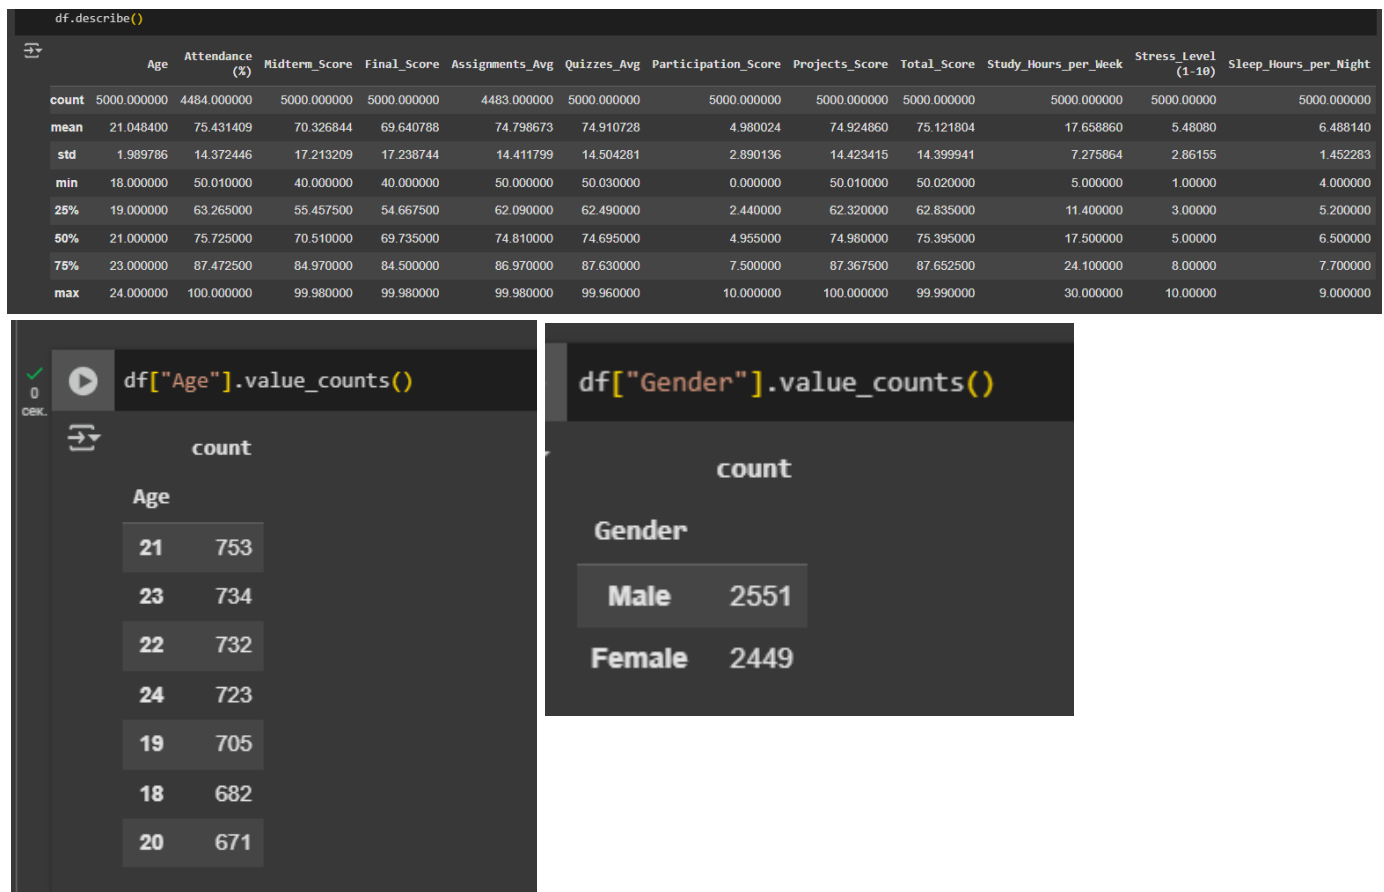 df.describe()
Age Attendance (%) Midterm_Score Final_Score Assignments_Avg Quizzes_Avg Participation_Score Projects_Score Total_Score Study_Hours_per_Week Stress_Level (1-10) Sleep_Hours_per_Night
count 5000.000000 4484.000000 5000.000000 5000.000000 4483.000000 5000.000000 5000.000000 5000.000000 5000.000000 5000.000000 5000.00000 5000.000000
mean 21.048400 75.431409 70.326844 69.640788 74.798673 74.910728 4.980024 74.924860 75.121804 17.658860 5.48080 6.488140
std 1.989786 14.372446 17.213209 17.238744 14.411799 14.504281 2.890136 14.423415 14.399941 7.275864 2.86155 1.452283
min 18.000000 50.010000 40.000000 40.000000 50.000000 50.030000 0.000000 50.010000 50.020000 5.000000 1.00000 4.000000
25% 19.000000 63.265000 55.457500 54.667500 62.090000 62.490000 2.440000 62.320000 62.835000 11.400000 3.00000 5.200000
50% 21.000000 75.725000 70.510000 69.735000 74.810000 74.695000 4.955000 74.980000 75.395000 17.500000 5.00000 6.500000
75% 23.000000 87.472500 84.970000 84.500000 86.970000 87.630000 7.500000 87.367500 87.652500 24.100000 8.00000 7.700000
max 24.000000 100.000000 99.980000 99.980000 99.980000 99.960000 10.000000 100.000000 99.990000 30.000000 10.00000 9.000000
0
сек.
df["Age"].value_counts()
count
Age
21 753
23 734
22 732
24 723
19 705
18 682
20 671
df["Gender"].value_counts()
count
Gender
Male 2551
Female 2449